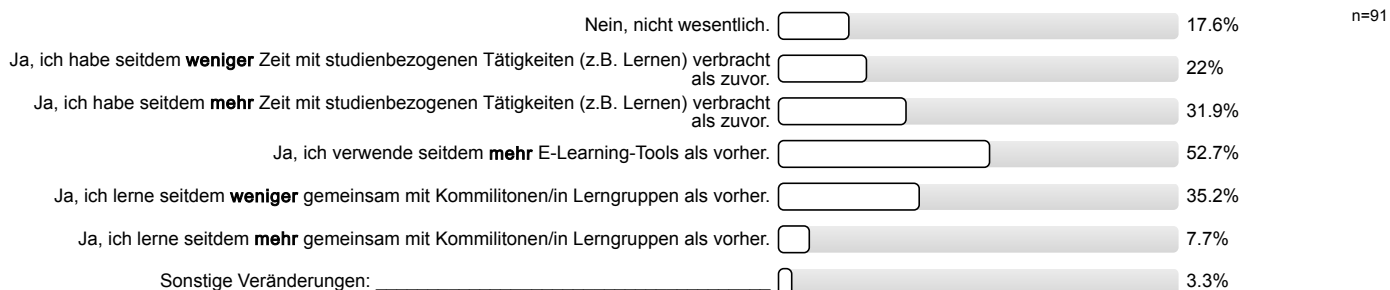 Nein, nicht wesentlich. 17.6% n=91
Ja, ich habe seitdem weniger Zeit mit studienbezogenen Tätigkeiten (z.B. Lernen) verbracht
als zuvor. 22%
Ja, ich habe seitdem mehr Zeit mit studienbezogenen Tätigkeiten (z.B. Lernen) verbracht
als zuvor. 31.9%
Ja, ich verwende seitdem mehr E-Learning-Tools als vorher. 52.7%
Ja, ich lerne seitdem weniger gemeinsam mit Kommilitonen/in Lerngruppen als vorher. 35.2%
Ja, ich lerne seitdem mehr gemeinsam mit Kommilitonen/in Lerngruppen als vorher. 7.7%
Sonstige Veränderungen: 3.3%